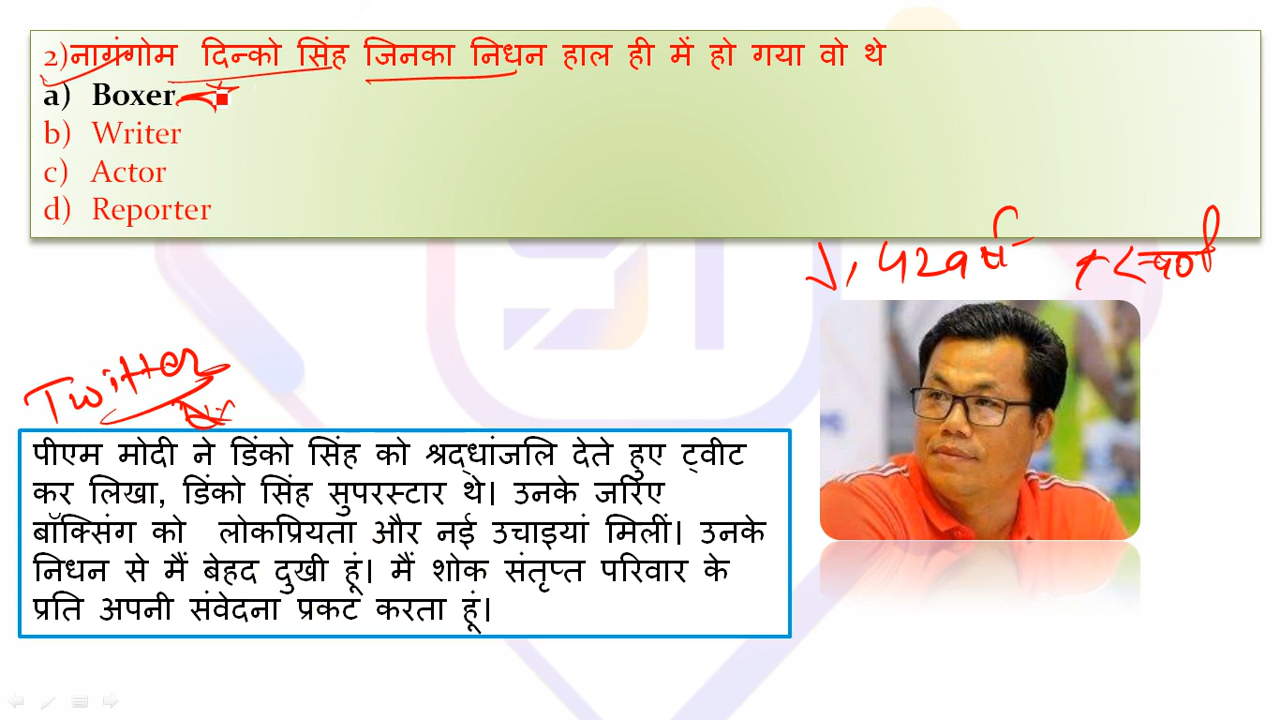 2)नागंगोम दिन्को सिंह जिनका निधन हाल ही में हो गया वो थे
a) Boxer
b) Writer
c) Actor
d) Reporter
Twitter
पीएम मोदी ने डिंको सिंह को श्रद्धांजलि देते हुए ट्वीट
कर लिखा, डिंको सिंह सुपरस्टार थे। उनके जरिए
बॉक्सिंग को लोकप्रियता और नई उचाइयां मिलीं। उनके
निधन से मैं बेहद दुखी हूं। मैं शोक संतृप्त परिवार के
प्रति अपनी संवेदना प्रकट करता हूं।